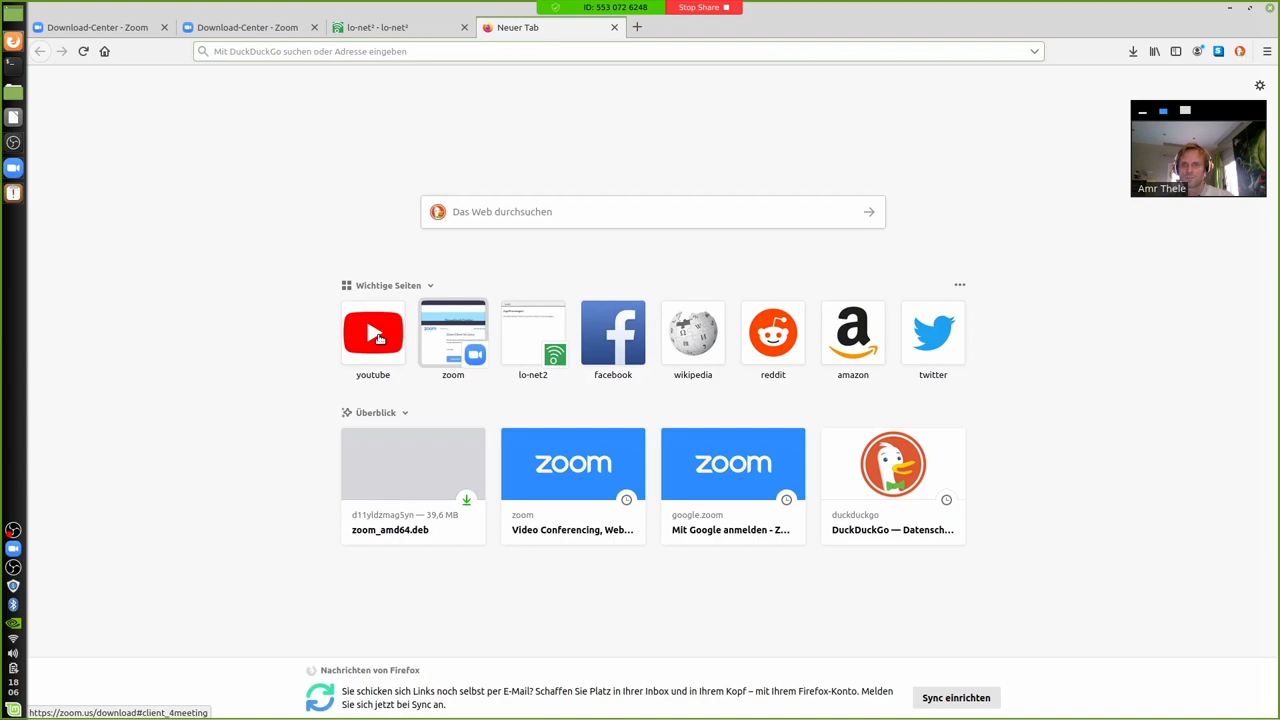 ID: 553 072 6248
Stop Share
Download-Center - Zoom
Download-Center - Zoom
lo-net² - lo-net²
Neuer Tab
Mit DuckDuckGo suchen oder Adresse eingeben
Amr Thele
Das Web durchsuchen
Wichtige Seiten
zoom
youtube
zoom
lo-net2
facebook
wikipedia
reddit
amazon
twitter
Überblick
zoom
zoom
d11yldzmag5yn — 39,6 MB
zoom_amd64.deb
zoom
Video Conferencing, Web...
google.zoom
Mit Google anmelden - Z...
duckduckgo
DuckDuckGo — Datensch...
Nachrichten von Firefox
Sie schicken sich Links noch selbst per E-Mail? Schaffen Sie Platz in Ihrer Inbox und in Ihrem Kopf – mit Ihrem Firefox-Konto. Melden
Sie sich jetzt bei Sync an.
Sync einrichten
18
06
https://zoom.us/download#client_4meeting